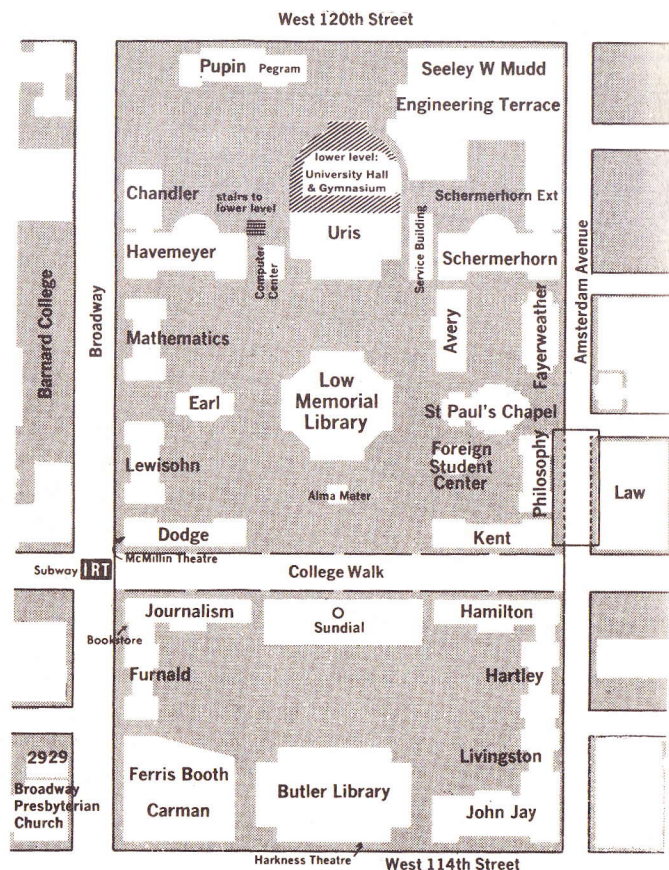 West 120th Street
Pupin
Pegram
Seeley W Mudd
Engineering Terrace
lower level:
University Hall
& Gymnasium
Chandler
stairs to
lower level
Schermerhorn Ext
Uris
Havemeyer
Computer
Center
Service Building
Schermerhorn
Barnard College
Broadway
Amsterdam Avenue
Mathematics
Avery
Fayerweather
Earl
Low
Memorial
Library
St Paul's Chapel
Lewisohn
Foreign
Student
Center
Philosophy
Law
Alma Mater
Dodge
Kent
McMillin Theatre
Subway IRT
College Walk
Journalism
Sundial
Hamilton
Bookstore
Furnald
Hartley
2929
Broadway
Presbyterian
Church
Ferris Booth
Carman
Butler Library
Livingston
John Jay
Harkness Theatre
West 114th Street